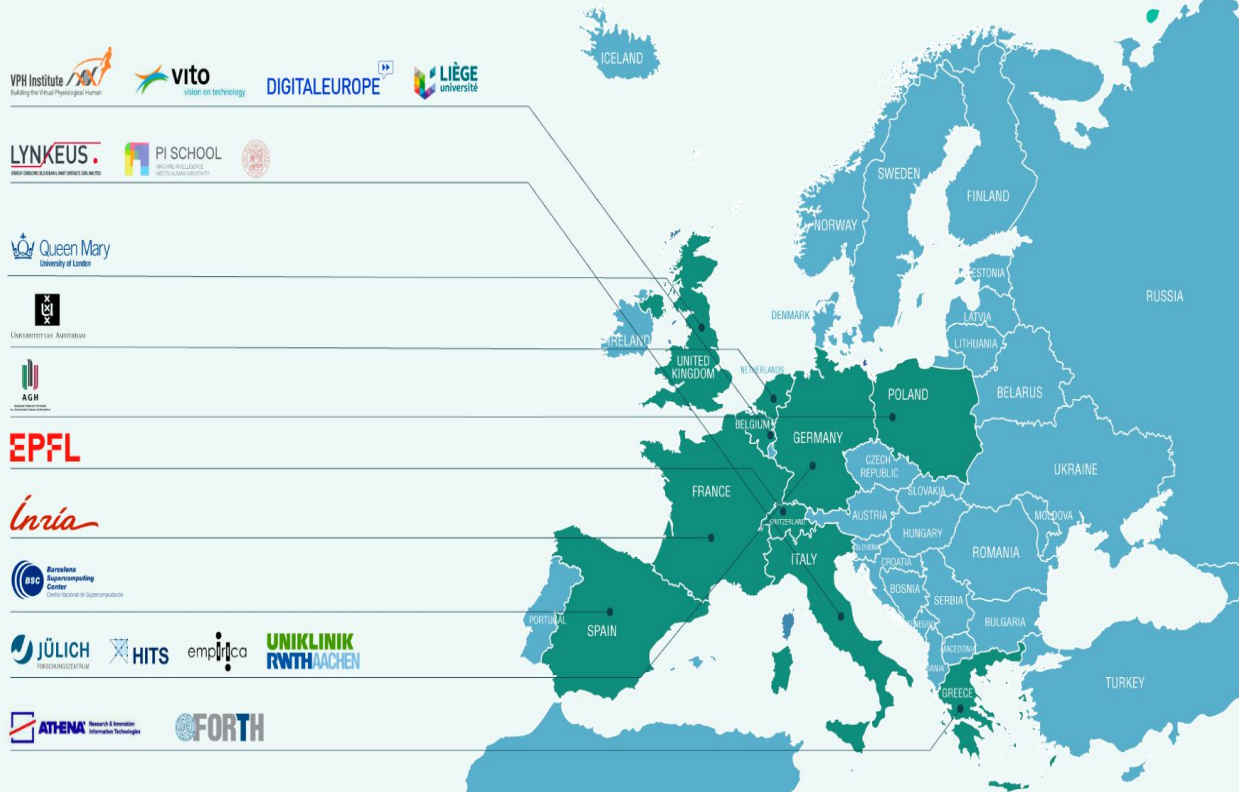 VPH Institute
Building the Virtual Physiological Human
vito
vision on technology
DIGITALEUROPE
LIÈGE
université
LYNKEUS.
PI SCHOOL
MACHINE INTELLIGENCE
MEETS HUMAN CREATIVITY
Queen Mary
University of London
UNIVERSITEIT VAN AMSTERDAM
AGH
EPFL
Inria
BSC
Barcelona
Supercomputing
Center
Centro Nacional de Supercomputación
JÜLICH
FORSCHUNGSZENTRUM
HITS
empirica
UNIKLINIK
RWTHAACHEN
ATHENA
Research & Innovation
Information Technologies
FORTH
ICELAND
SWEDEN
FINLAND
NORWAY
ESTONIA
RUSSIA
DENMARK
LATVIA
IRELAND
LITHUANIA
UNITED
KINGDOM
NETHERLANDS
POLAND
BELARUS
BELGIUM
GERMANY
CZECH
REPUBLIC
UKRAINE
FRANCE
SLOVAKIA
SWITZERLAND
AUSTRIA
MOLDOVA
HUNGARY
ITALY
SLOVENIA
ROMANIA
CROATIA
BOSNIA
SERBIA
PORTUGAL
SPAIN
BULGARIA
MACEDONIA
TURKEY
GREECE